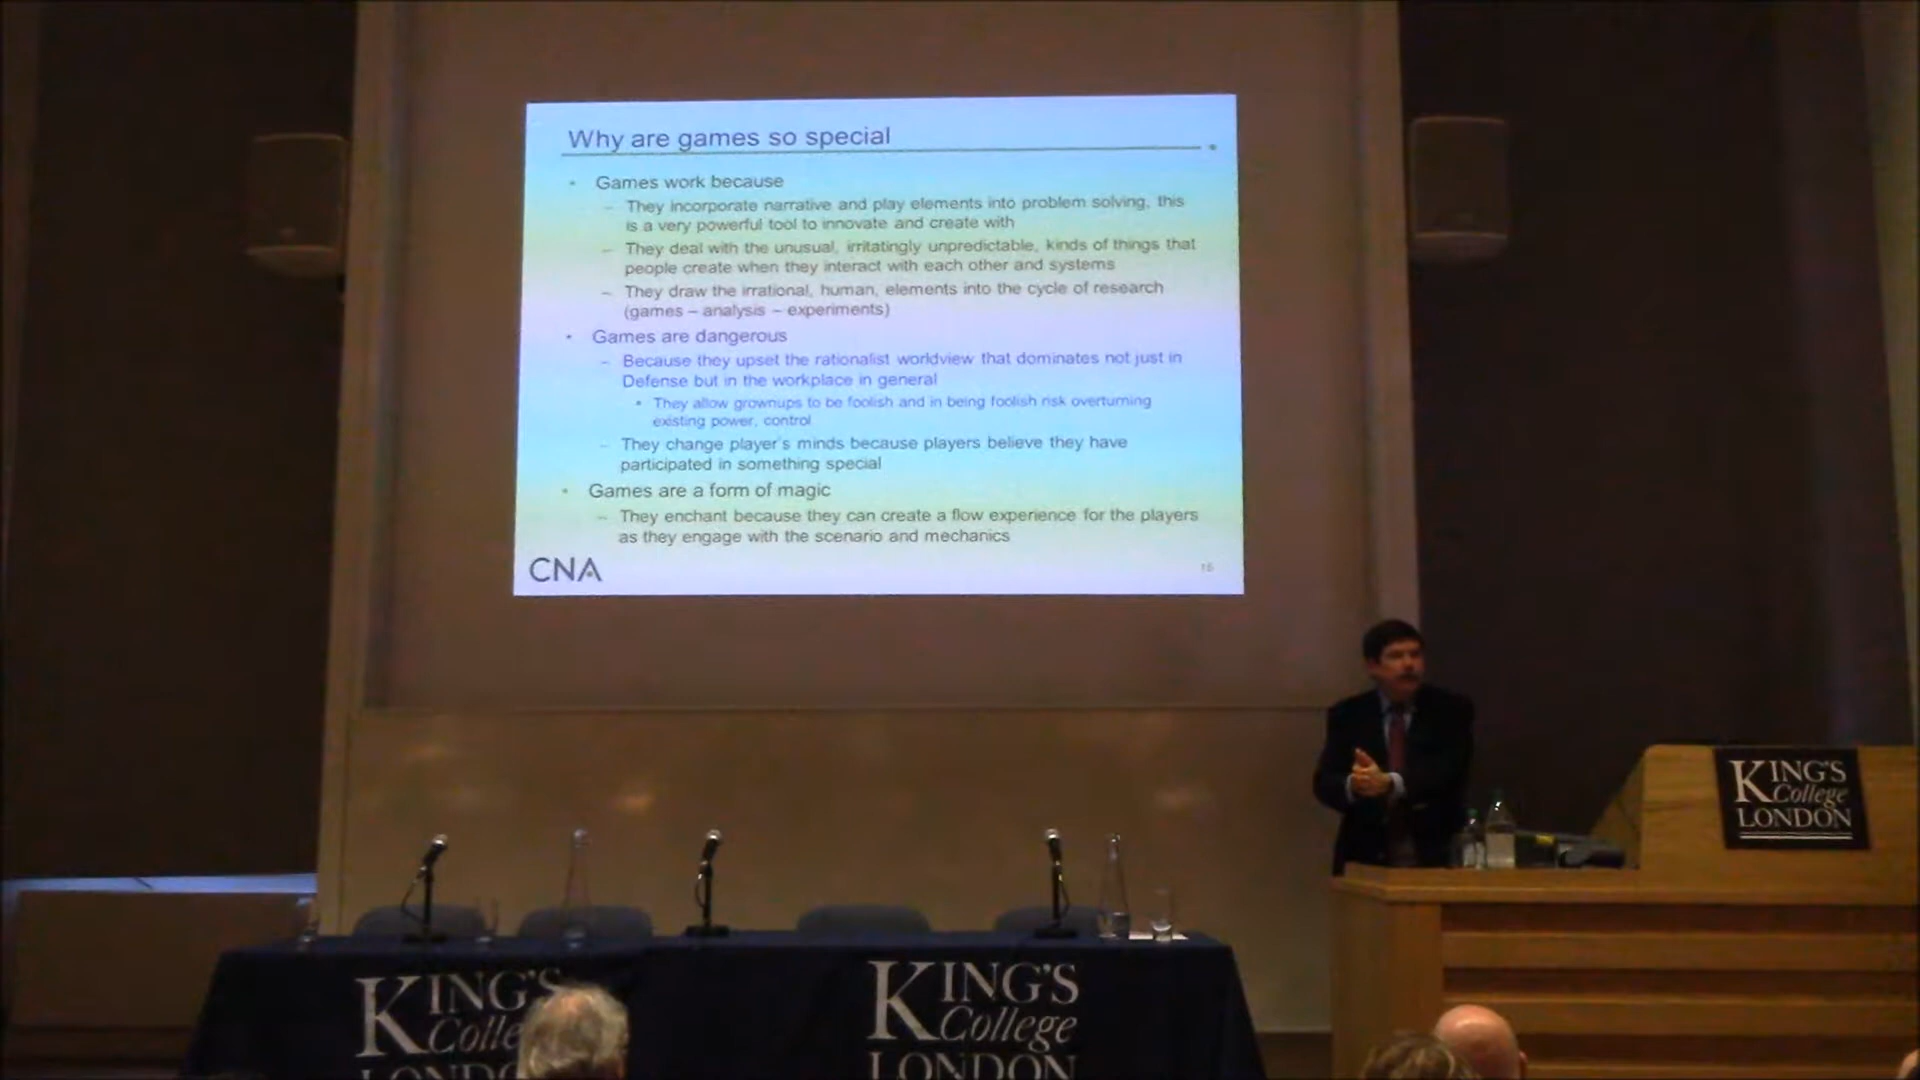 Why are games so special
• Games work because
– They incorporate narrative and play elements into problem solving, this
is a very powerful tool to innovate and create with
– They deal with the unusual, irritatingly unpredictable, kinds of things that
people create when they interact with each other and systems
– They draw the irrational, human, elements into the cycle of research
(games – analysis – experiments)
• Games are dangerous
– Because they upset the rationalist worldview that dominates not just in
Defense but in the workplace in general
• They allow grownups to be foolish and in being foolish risk overturning
existing power, control
– They change player's minds because players believe they have
participated in something special
• Games are a form of magic
– They enchant because they can create a flow experience for the players
as they engage with the scenario and mechanics
CNA
16
KING'S
College
LONDON
KING'S
Colle
LONDO
KING'S
College
LONDON